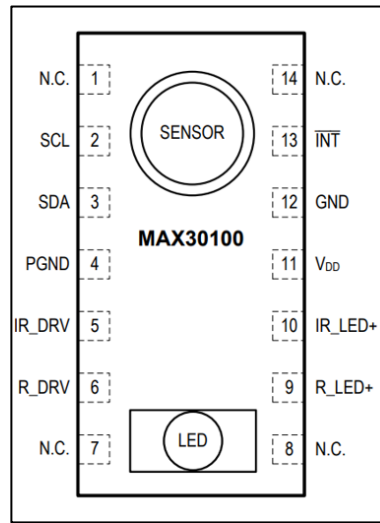 N.C. 1 14 N.C.
SENSOR
SCL 2 13 INT
SDA 3 12 GND
MAX30100
PGND 4 11 VDD
IR_DRV 5 10 IR_LED+
R_DRV 6 9 R_LED+
LED
N.C. 7 8 N.C.